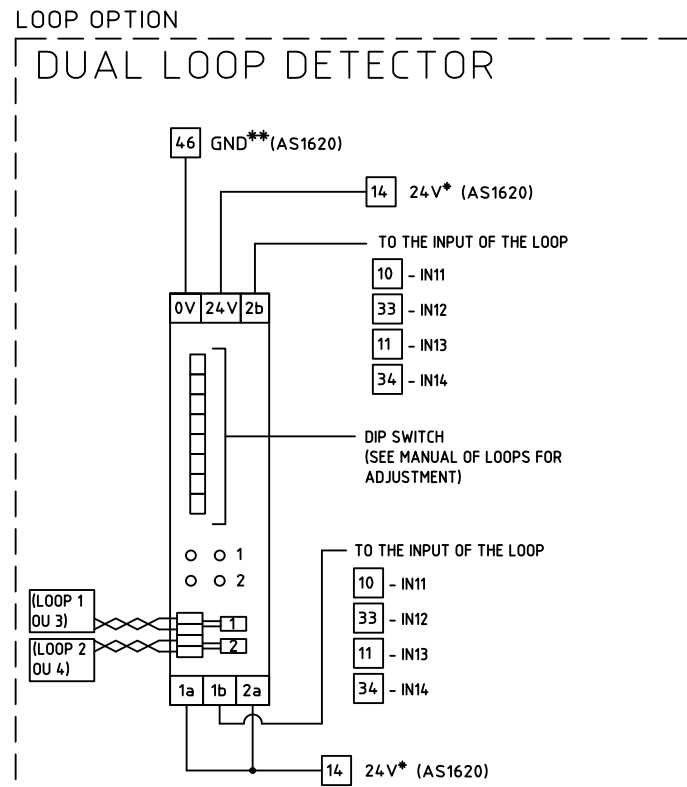 LOOP OPTION
DUAL LOOP DETECTOR
46 GND**(AS1620)
14 24V* (AS1620)
TO THE INPUT OF THE LOOP
10 - IN11
33 - IN12
11 - IN13
34 - IN14
0V 24V 2b
DIP SWITCH
(SEE MANUAL OF LOOPS FOR
ADJUSTMENT)
1
2
TO THE INPUT OF THE LOOP
10 - IN11
33 - IN12
11 - IN13
34 - IN14
(LOOP 1
OU 3)
1
(LOOP 2
OU 4)
2
1a 1b 2a
14 24V* (AS1620)